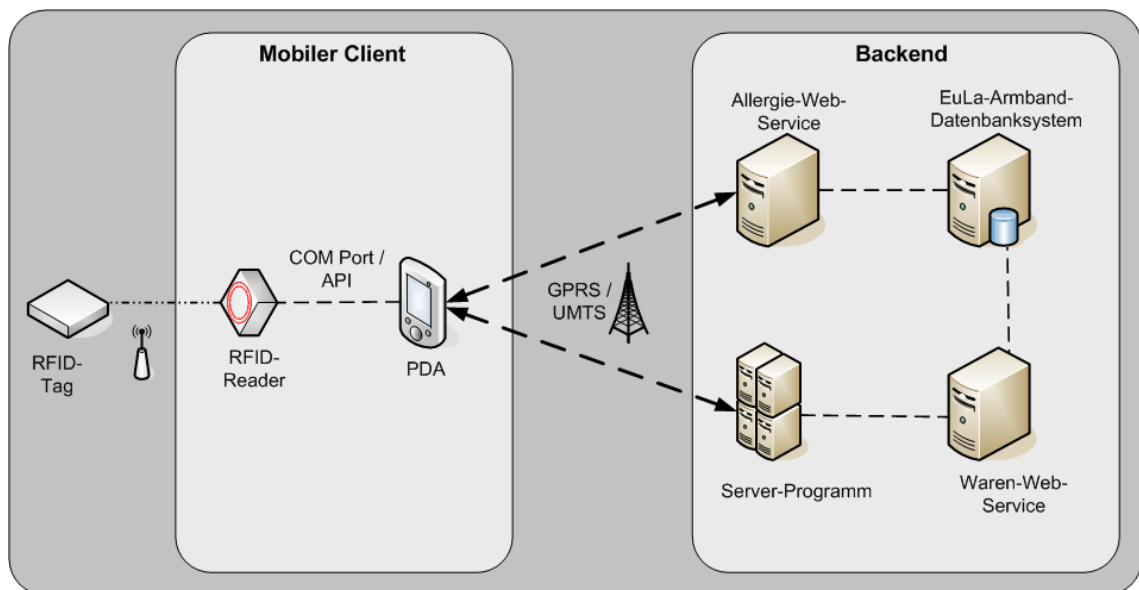 Mobiler Client
Backend
Allergie-Web-
Service
EuLa-Armband-
Datenbanksystem
COM Port /
API
GPRS /
UMTS
RFID-
Tag
RFID-
Reader
PDA
Server-Programm
Waren-Web-
Service